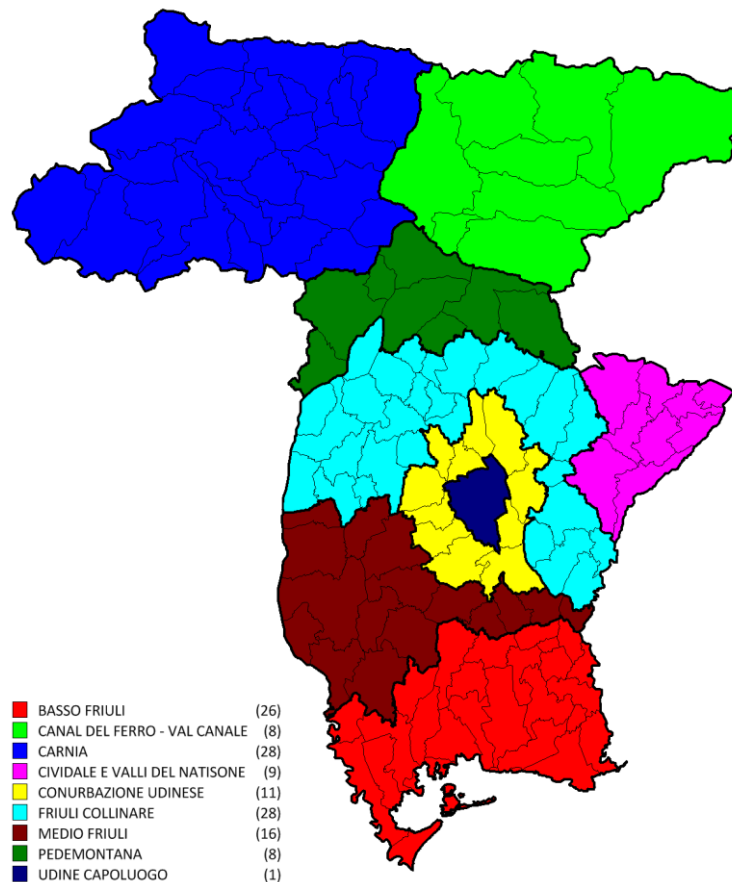 BASSO FRIULI (26)
CANAL DEL FERRO - VAL CANALE (8)
CARNIA (28)
CIVIDALE E VALLI DEL NATISONE (9)
CONURBAZIONE UDINESE (11)
FRIULI COLLINARE (28)
MEDIO FRIULI (16)
PEDEMONTANA (8)
UDINE CAPOLUOGO (1)